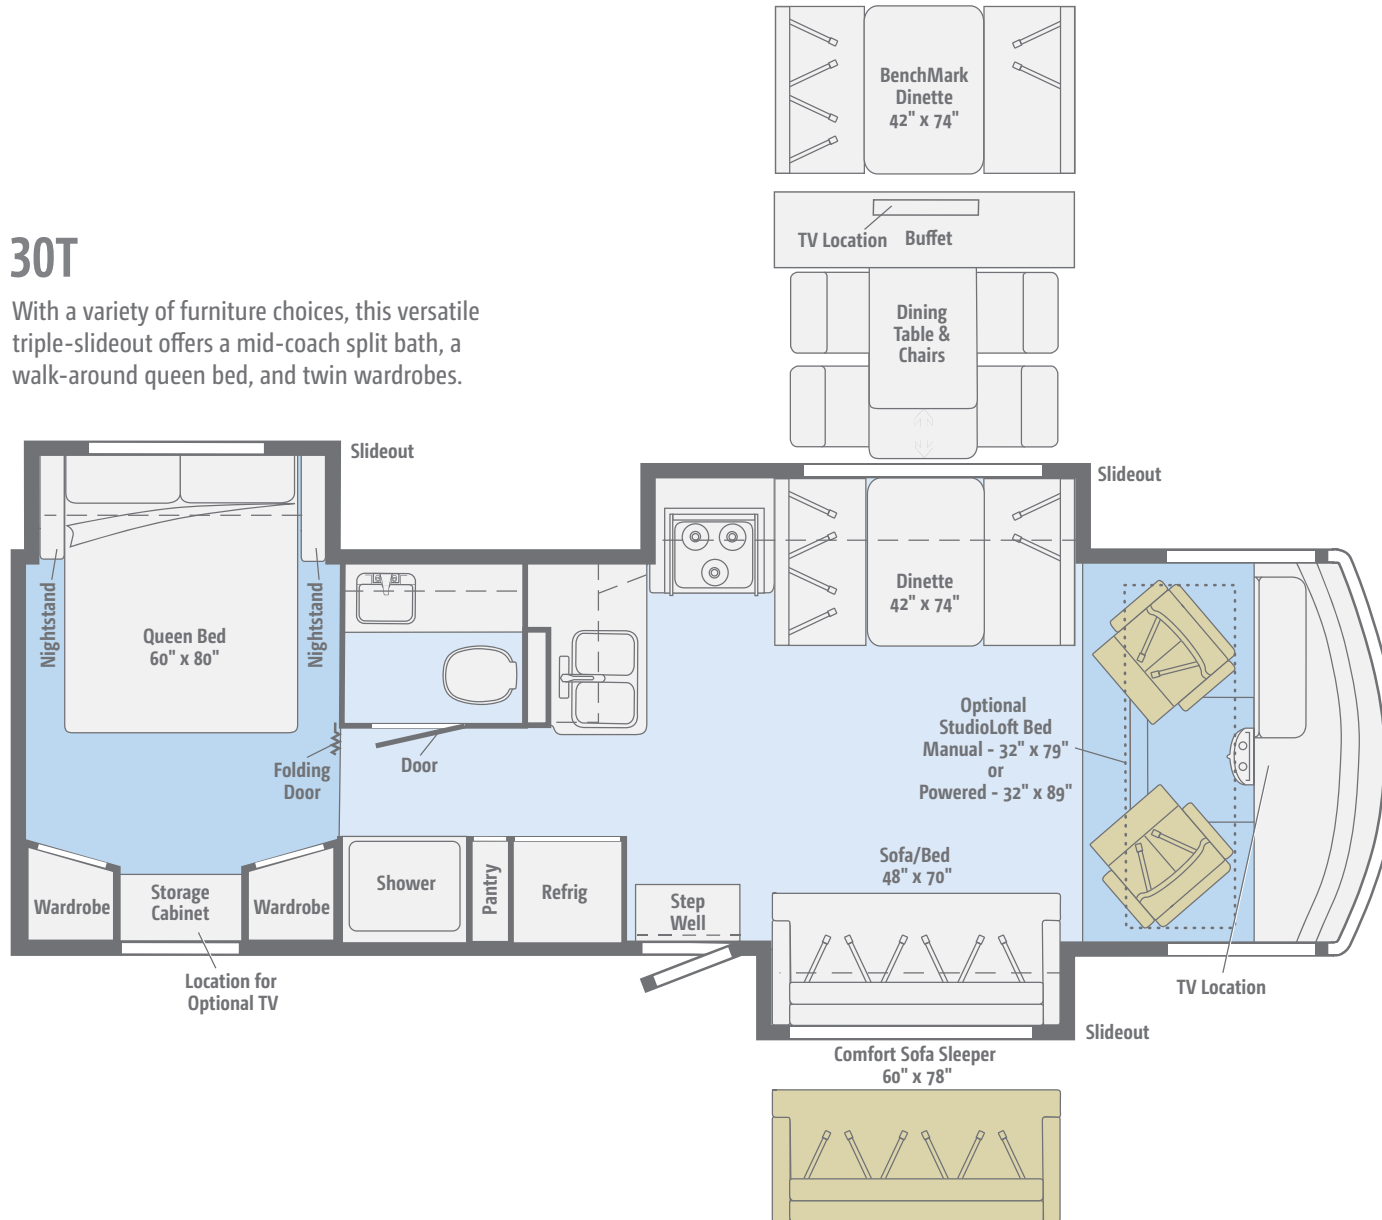 BenchMark
Dinette
42" x 74"
TV Location
Buffet
30T
With a variety of furniture choices, this versatile
triple-slideout offers a mid-coach split bath, a
walk-around queen bed, and twin wardrobes.
Dining
Table &
Chairs
Slideout
Slideout
Nightstand
Queen Bed
60" x 80"
Nightstand
Dinette
42" x 74"
Folding
Door
Door
Optional
StudioLoft Bed
Manual - 32" x 79"
or
Powered - 32" x 89"
Wardrobe
Storage
Cabinet
Wardrobe
Shower
Pantry
Refrig
Step
Well
Sofa/Bed
48" x 70"
Location for
Optional TV
TV Location
Slideout
Comfort Sofa Sleeper
60" x 78"